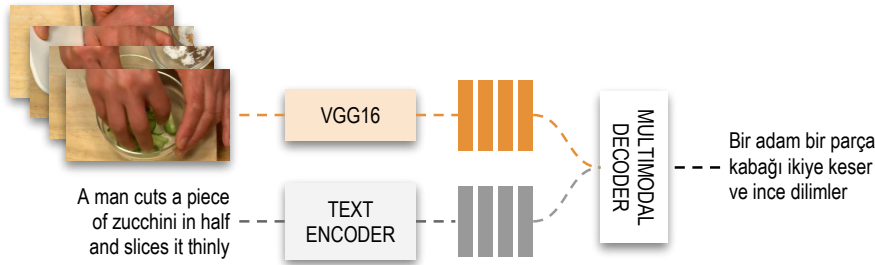 VGG16
A man cuts a piece
of zucchini in half
and slices it thinly
TEXT
ENCODER
MULTIMODAL
DECODER
Bir adam bir parça
kabağı ikiye keser
ve ince dilimler